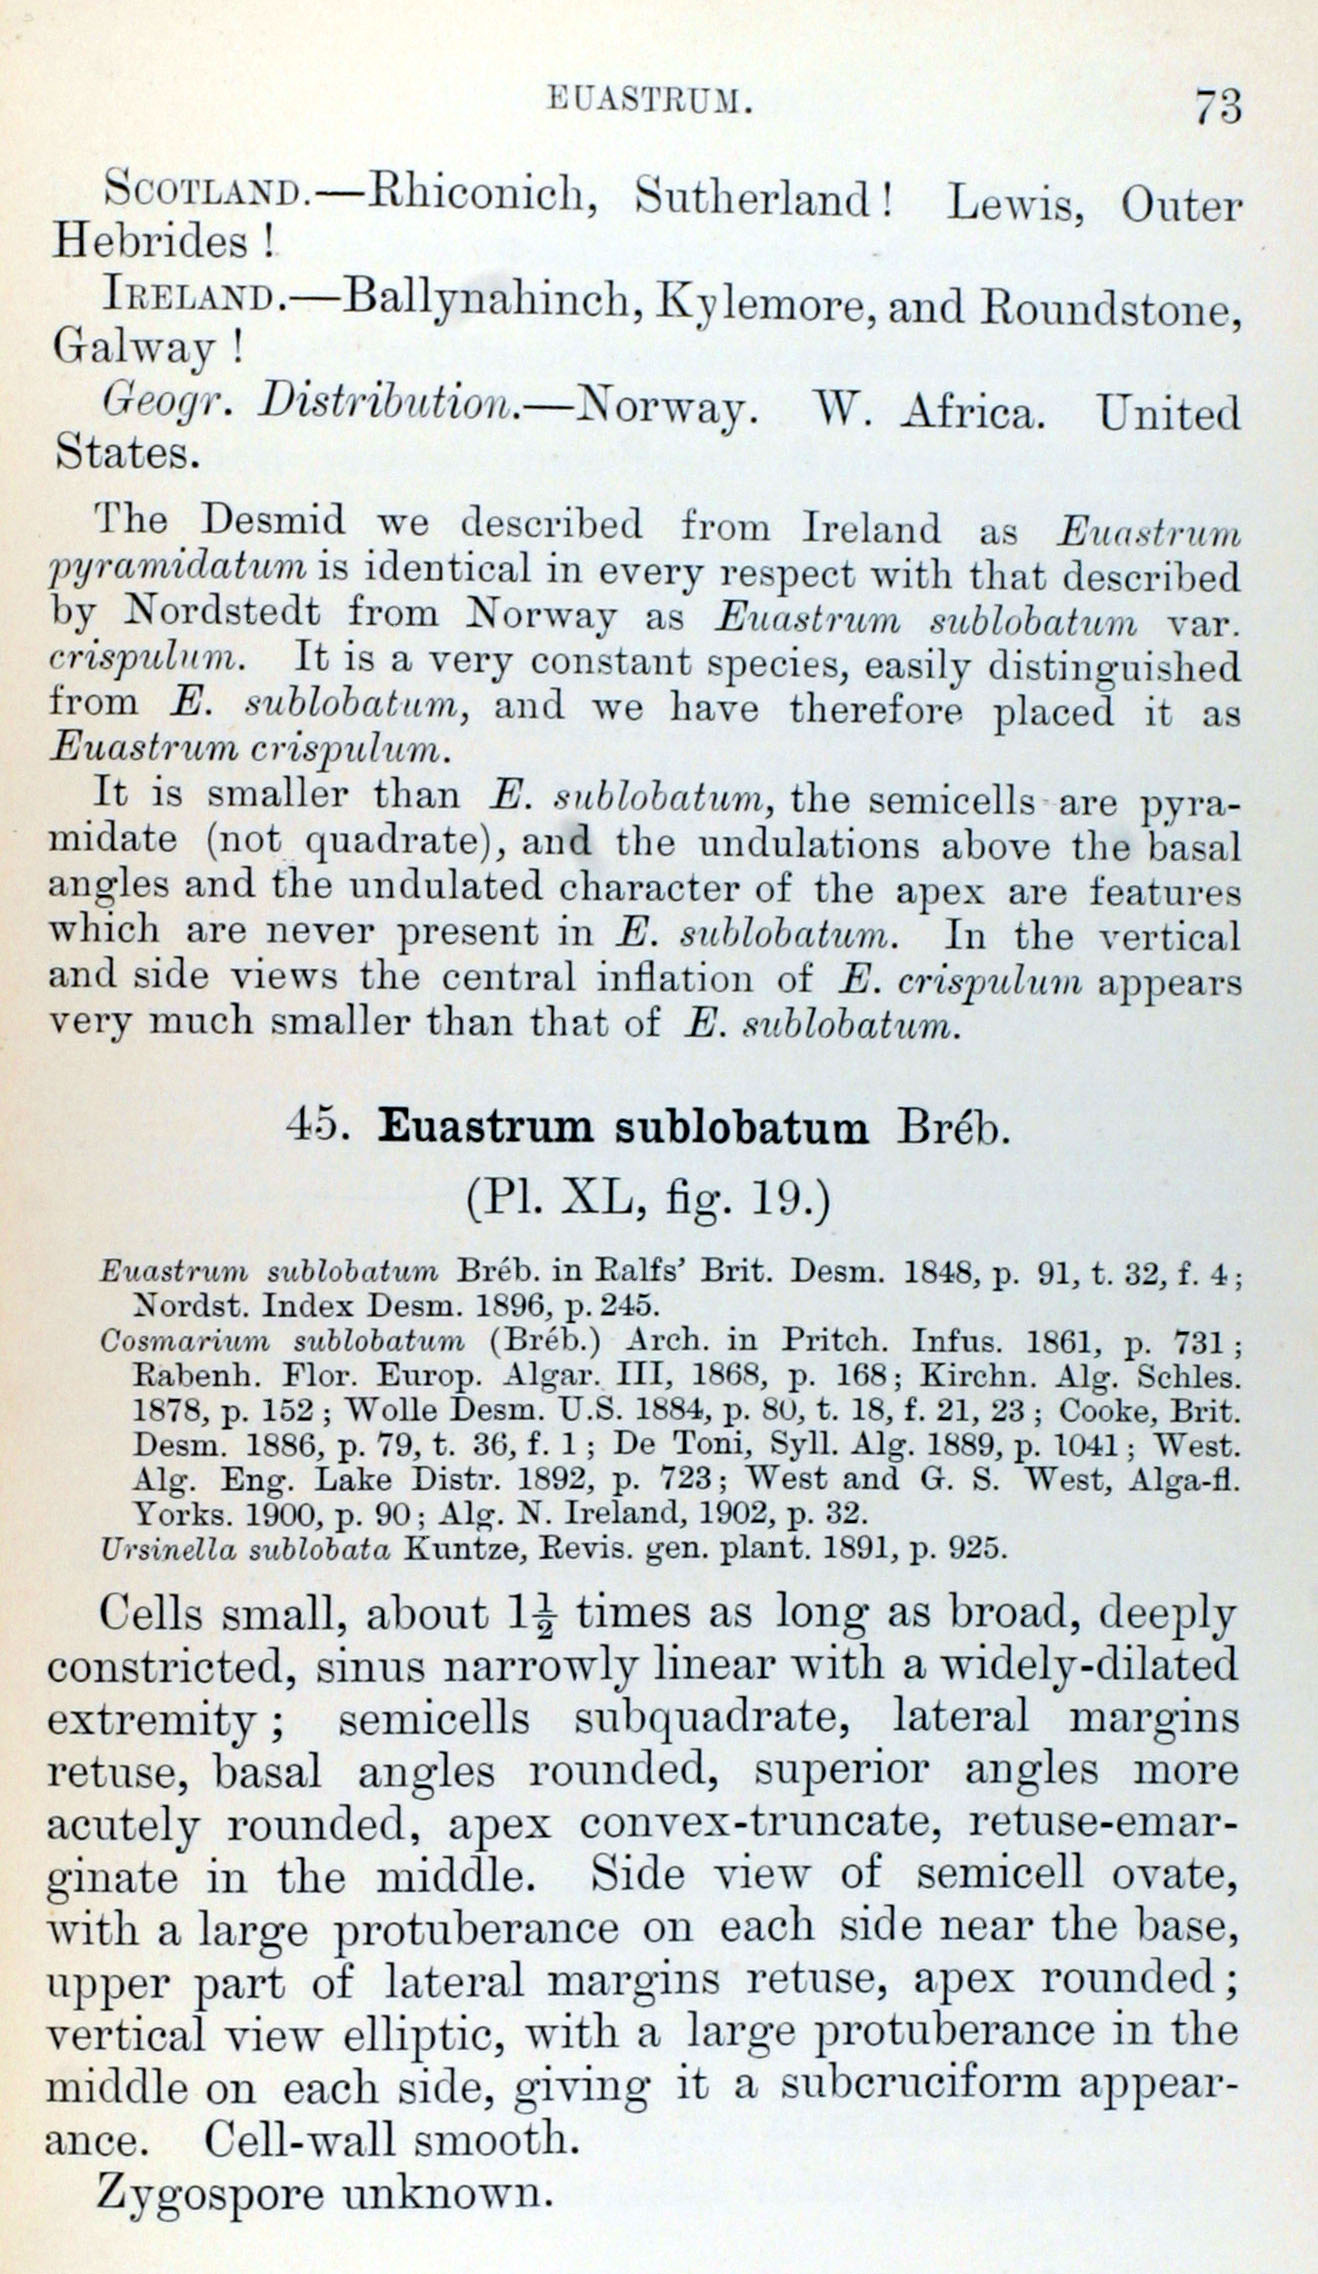 EUASTRUM.
73
SCOTLAND.—Rhiconich, Sutherland! Lewis, Outer
Hebrides!
IRELAND.—Ballynahinch, Kylemore, and Roundstone,
Galway!
Geogr. Distribution.—Norway. W. Africa. United
States.
The Desmid we described from Ireland as Euastrum
pyramidatum is identical in every respect with that described
by Nordstedt from Norway as Euastrum sublobatum var.
crispulum. It is a very constant species, easily distinguished
from E. sublobatum, and we have therefore placed it as
Euastrum crispulum.
It is smaller than E. sublobatum, the semicells are pyra-
midate (not quadrate), and the undulations above the basal
angles and the undulated character of the apex are features
which are never present in E. sublobatum. In the vertical
and side views the central inflation of E. crispulum appears
very much smaller than that of E. sublobatum.
45. Euastrum sublobatum Bréb.
(Pl. XL, fig. 19.)
Euastrum sublobatum Bréb. in Ralfs' Brit. Desm. 1848, p. 91, t. 32, f. 4;
Nordst. Index Desm. 1896, p. 245.
Cosmarium sublobatum (Bréb.) Arch. in Pritch. Infus. 1861, p. 731;
Rabenh. Flor. Europ. Algar. III, 1868, p. 168; Kirchn. Alg. Schles.
1878, p. 152; Wolle Desm. U.S. 1884, p. 80, t. 18, f. 21, 23; Cooke, Brit.
Desm. 1886, p. 79, t. 36, f. 1; De Toni, Syll. Alg. 1889, p. 1041; West.
Alg. Eng. Lake Distr. 1892, p. 723; West and G. S. West, Alga-fl.
Yorks. 1900, p. 90; Alg. N. Ireland, 1902, p. 32.
Ursinella sublobata Kuntze, Revis. gen. plant. 1891, p. 925.
Cells small, about 1½ times as long as broad, deeply
constricted, sinus narrowly linear with a widely-dilated
extremity; semicells subquadrate, lateral margins
retuse, basal angles rounded, superior angles more
acutely rounded, apex convex-truncate, retuse-emar-
ginate in the middle. Side view of semicell ovate,
with a large protuberance on each side near the base,
upper part of lateral margins retuse, apex rounded;
vertical view elliptic, with a large protuberance in the
middle on each side, giving it a subcruciform appear-
ance. Cell-wall smooth.
Zygospore unknown.